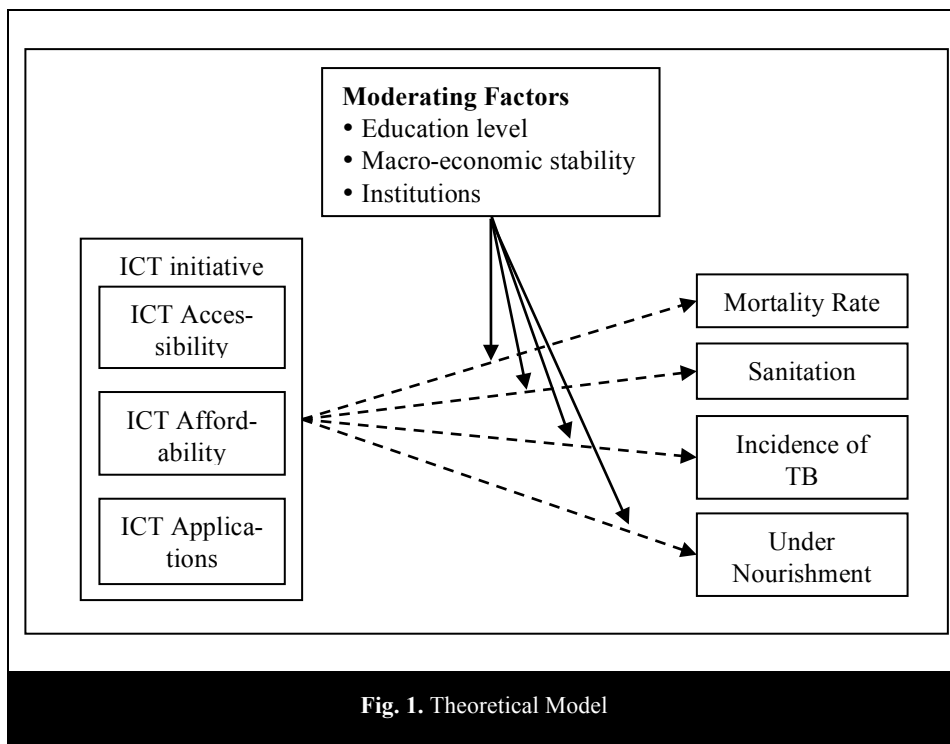 Moderating Factors
• Education level
• Macro-economic stability
• Institutions
ICT initiative
ICT Acces-
sibility
ICT Afford-
ability
ICT Applica-
tions
Mortality Rate
Sanitation
Incidence of
TB
Under
Nourishment
Fig. 1. Theoretical Model